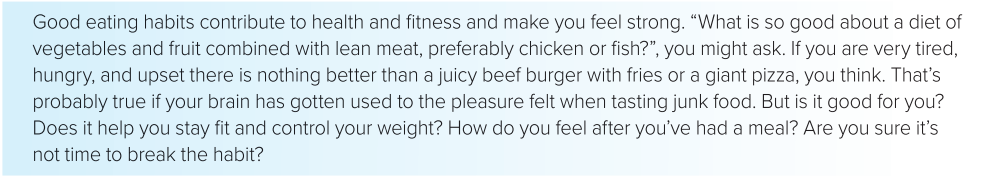 Good eating habits contribute to health and fitness and make you feel strong. “What is so good about a diet of
vegetables and fruit combined with lean meat, preferably chicken or fish?”, you might ask. If you are very tired,
hungry, and upset there is nothing better than a juicy beef burger with fries or a giant pizza, you think. That’s
probably true if your brain has gotten used to the pleasure felt when tasting junk food. But is it good for you?
Does it help you stay fit and control your weight? How do you feel after you’ve had a meal? Are you sure it’s
not time to break the habit?